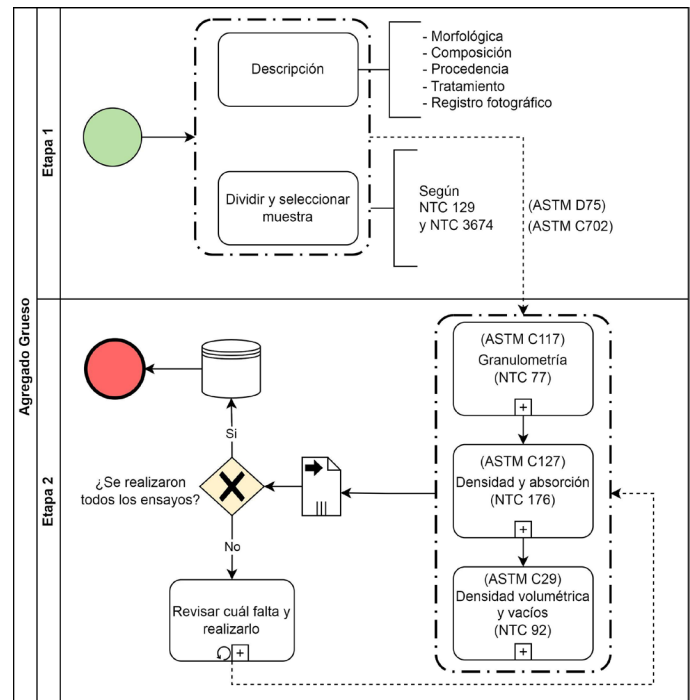 Agregado Grueso
Etapa 1
Descripción
- Morfológica
- Composición
- Procedencia
- Tratamiento
- Registro fotográfico
Dividir y seleccionar
muestra
Según
NTC 129
y NTC 3674
(ASTM D75)
(ASTM C702)
Etapa 2
(ASTM C117)
Granulometría
(NTC 77)
+
(ASTM C127)
Densidad y absorción
(NTC 176)
+
(ASTM C29)
Densidad volumétrica
y vacíos
(NTC 92)
+
¿Se realizaron
todos los ensayos?
Si
No
Revisar cuál falta y
realizarlo
+